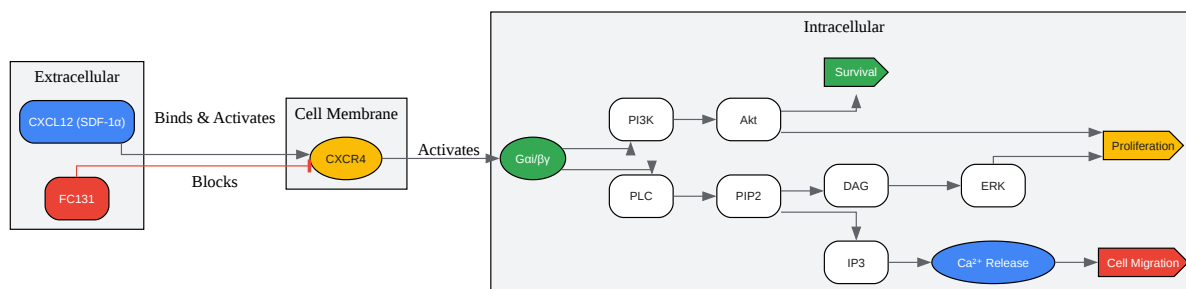 Extracellular
CXCL12 (SDF-1α)
FC131
Binds & Activates
Blocks
Cell Membrane
CXCR4
Activates
Intracellular
Gαi/βγ
PI3K
Akt
Survival
Proliferation
PLC
PIP2
DAG
ERK
IP3
Ca²⁺ Release
Cell Migration